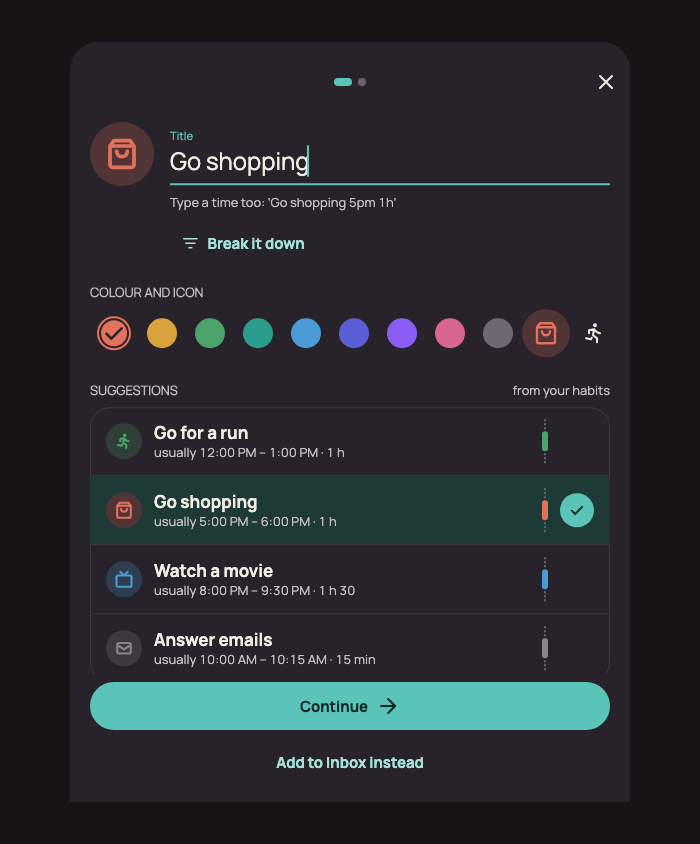 Title
Go shopping
Type a time too: 'Go shopping 5pm 1h'
Break it down
COLOUR AND ICON
SUGGESTIONS
from your habits
Go for a run
usually 12:00 PM – 1:00 PM · 1 h
Go shopping
usually 5:00 PM – 6:00 PM · 1 h
Watch a movie
usually 8:00 PM – 9:30 PM · 1 h 30
Answer emails
usually 10:00 AM – 10:15 AM · 15 min
Continue
Add to Inbox instead